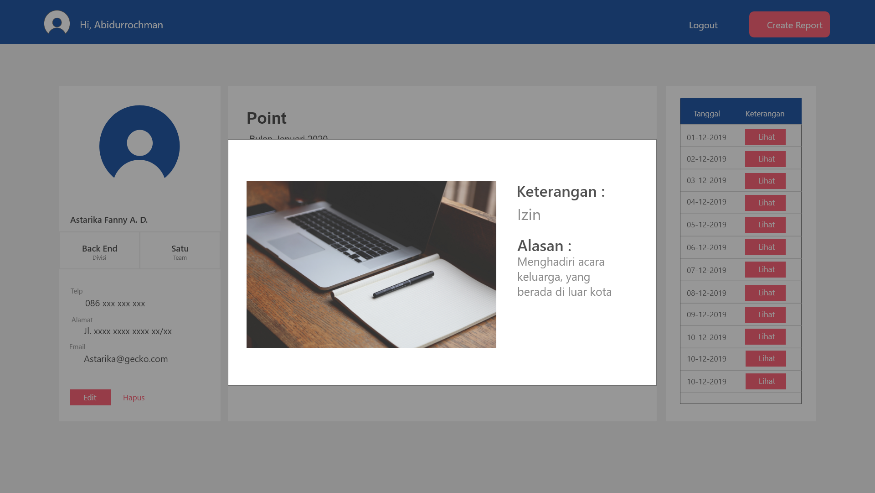 Hi, Abidurrochman
Logout
Create Report
Astarika Fanny A. D.
Back End
Divisi
Satu
Team
Telp
086 xxx xxx xxx
Alamat
Jl. xxxx xxxx xxxx xx/xx
Email
Astarika@gecko.com
Edit
Hapus
Point
Bulan Januari 2020
Keterangan :
Izin
Alasan :
Menghadiri acara
keluarga, yang
berada di luar kota
Tanggal Keterangan
01-12-2019 Lihat
02-12-2019 Lihat
03-12-2019 Lihat
04-12-2019 Lihat
05-12-2019 Lihat
06-12-2019 Lihat
07-12-2019 Lihat
08-12-2019 Lihat
09-12-2019 Lihat
10-12-2019 Lihat
10-12-2019 Lihat
10-12-2019 Lihat